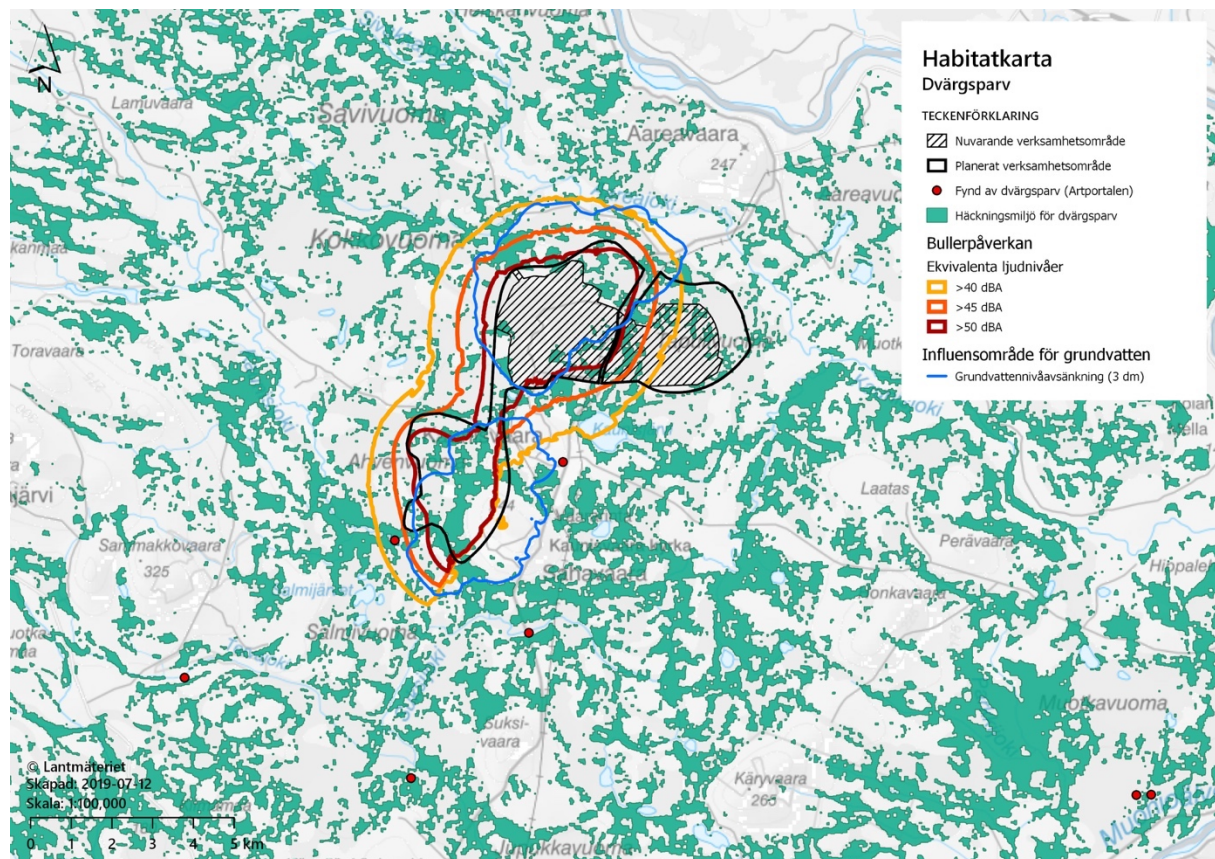 Habitatkarta
Dvärgsparv
TECKENFÖRKLARING
Nuvarande verksamhetsområde
Planerat verksamhetsområde
Fynd av dvärgsparv (Artportalen)
Häckningsmiljö för dvärgsparv
Bullerpåverkan
Ekvivalenta ljudnivåer
>40 dBA
>45 dBA
>50 dBA
Influensområde för grundvatten
Grundvattennivåavsänkning (3 dm)
N
Lamuvaara
Savivuoma
Aareavaara
247
Kokkovuoma
Toravaara
Laatas
Perävaara
Sammakkovaara
325
Sahavaara
Salmivuoma
Suksi-
vaara
Muotkavuoma
Käryvaara
265
Jupukkavuoma
© Lantmäteriet
Skapad: 2019-07-12
Skala: 1:100,000
0 1 2 3 4 5 km